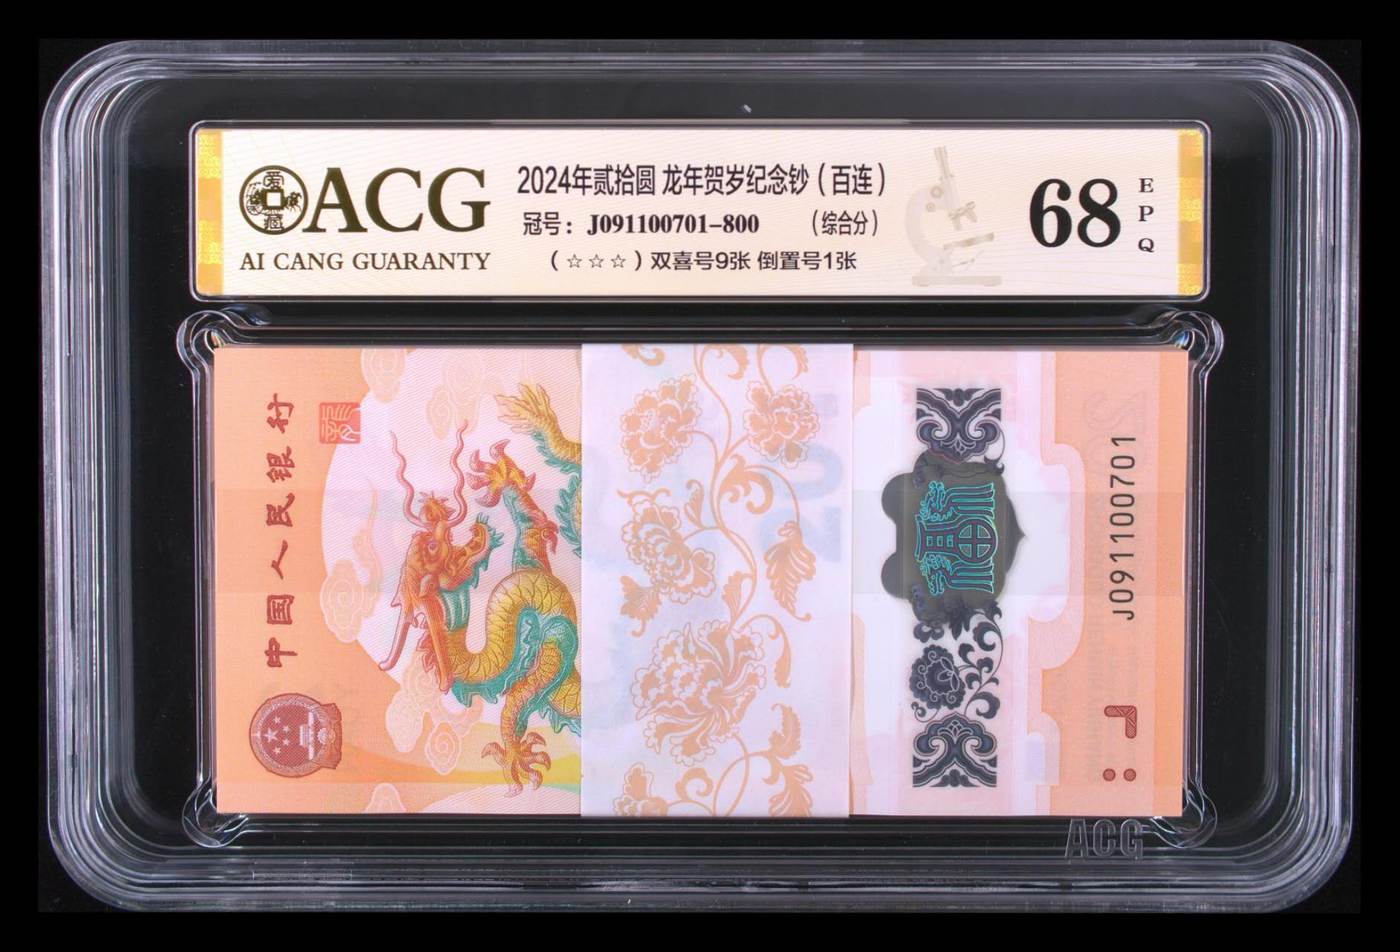 ACG
AI CANG GUARANTY
2024年贰拾圆 龙年贺岁纪念钞（百连）
冠号：J091100701-800 （综合分）
（☆☆☆）双喜号9张 倒置号1张
68
EPQ
中国人民银行
J091100701
ACG